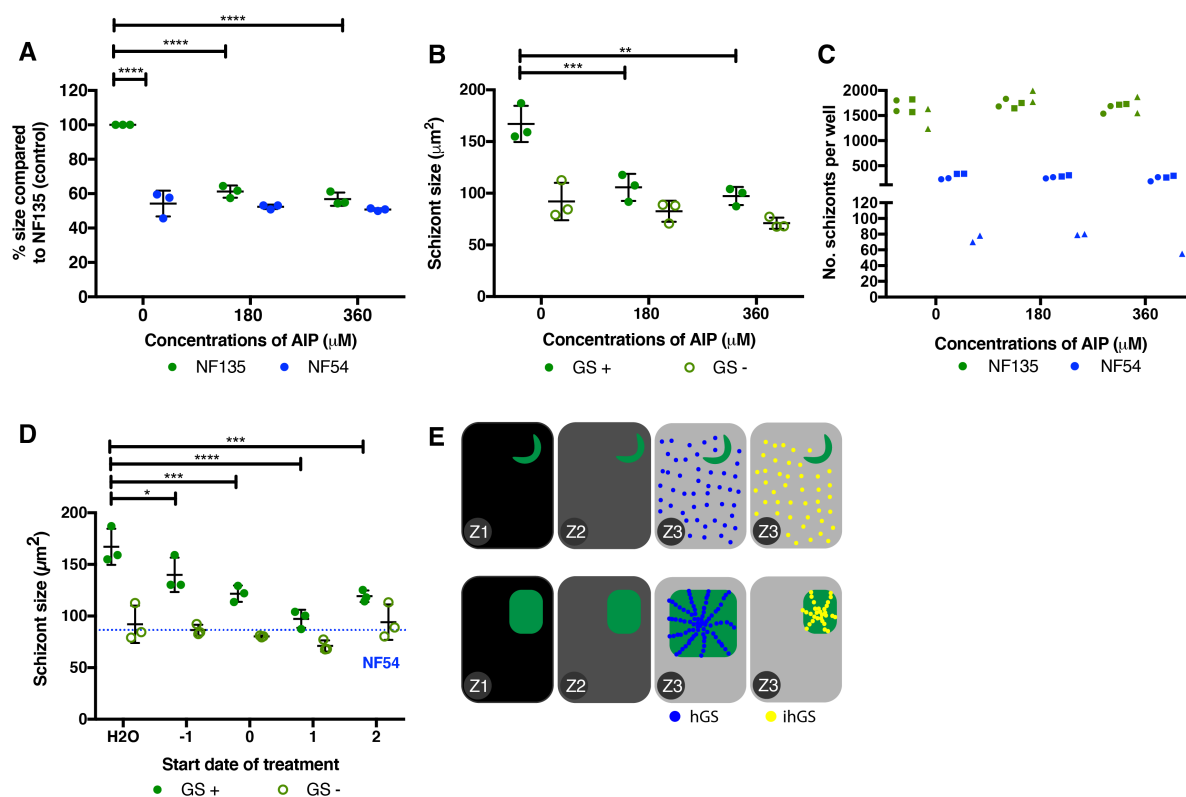 A
****
****
****
% size compared
to NF135 (control)
120
100
80
60
40
20
0
0
180
360
Concentrations of AIP (μM)
NF135
NF54
B
**
***
Schizont size (μm²)
200
150
100
50
0
0
180
360
Concentrations of AIP (μM)
GS +
GS -
C
No. schizonts per well
2000
1500
1000
500
120
100
80
60
40
20
0
0
180
360
Concentrations of AIP (μM)
NF135
NF54
D
***
****
***
*
Schizont size (μm²)
200
150
100
50
0
NF54
H2O
-1
0
1
2
Start date of treatment
GS +
GS -
E
Z1
Z2
Z3
Z3
Z1
Z2
Z3
Z3
hGS
ihGS